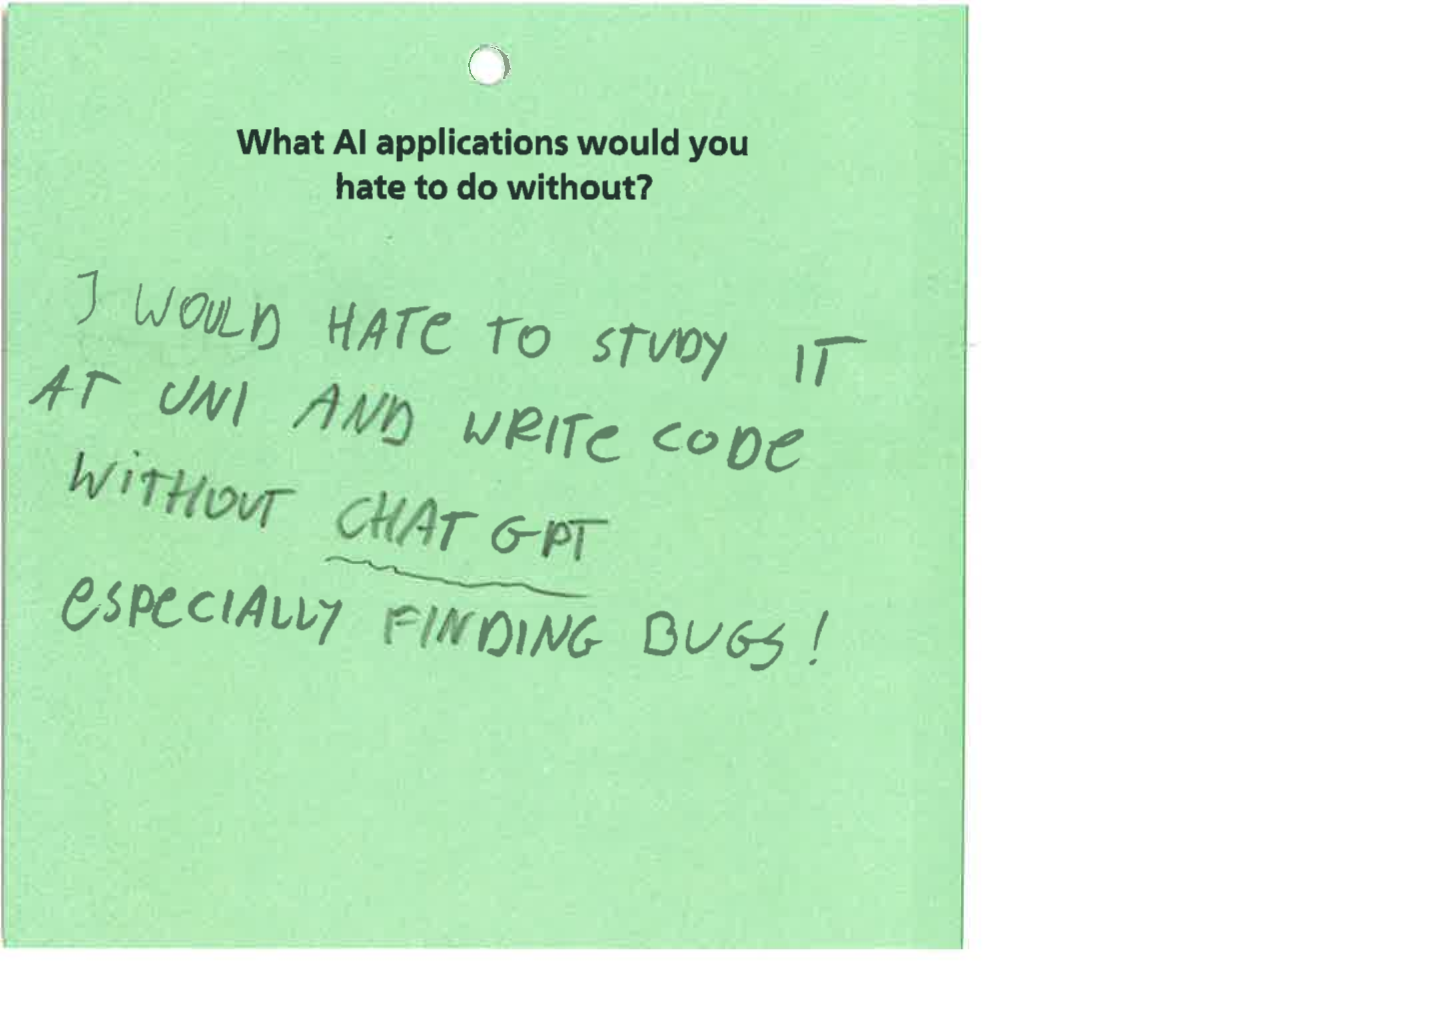 What AI applications would you
hate to do without?
I WOULD HATE TO STUDY IT
AT UNI AND WRITE CODE
WITHOUT CHAT GPT
ESPECIALLY FINDING BUGS!